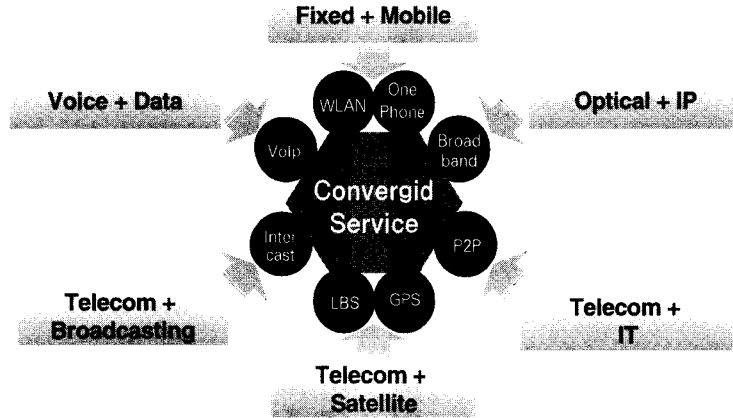 Fixed + Mobile
Voice + Data
Optical + IP
WLAN
One
Phone
VoIp
Broad
band
Convergid
Service
Inter
cast
P2P
LBS
GPS
Telecom +
Broadcasting
Telecom +
IT
Telecom +
Satellite